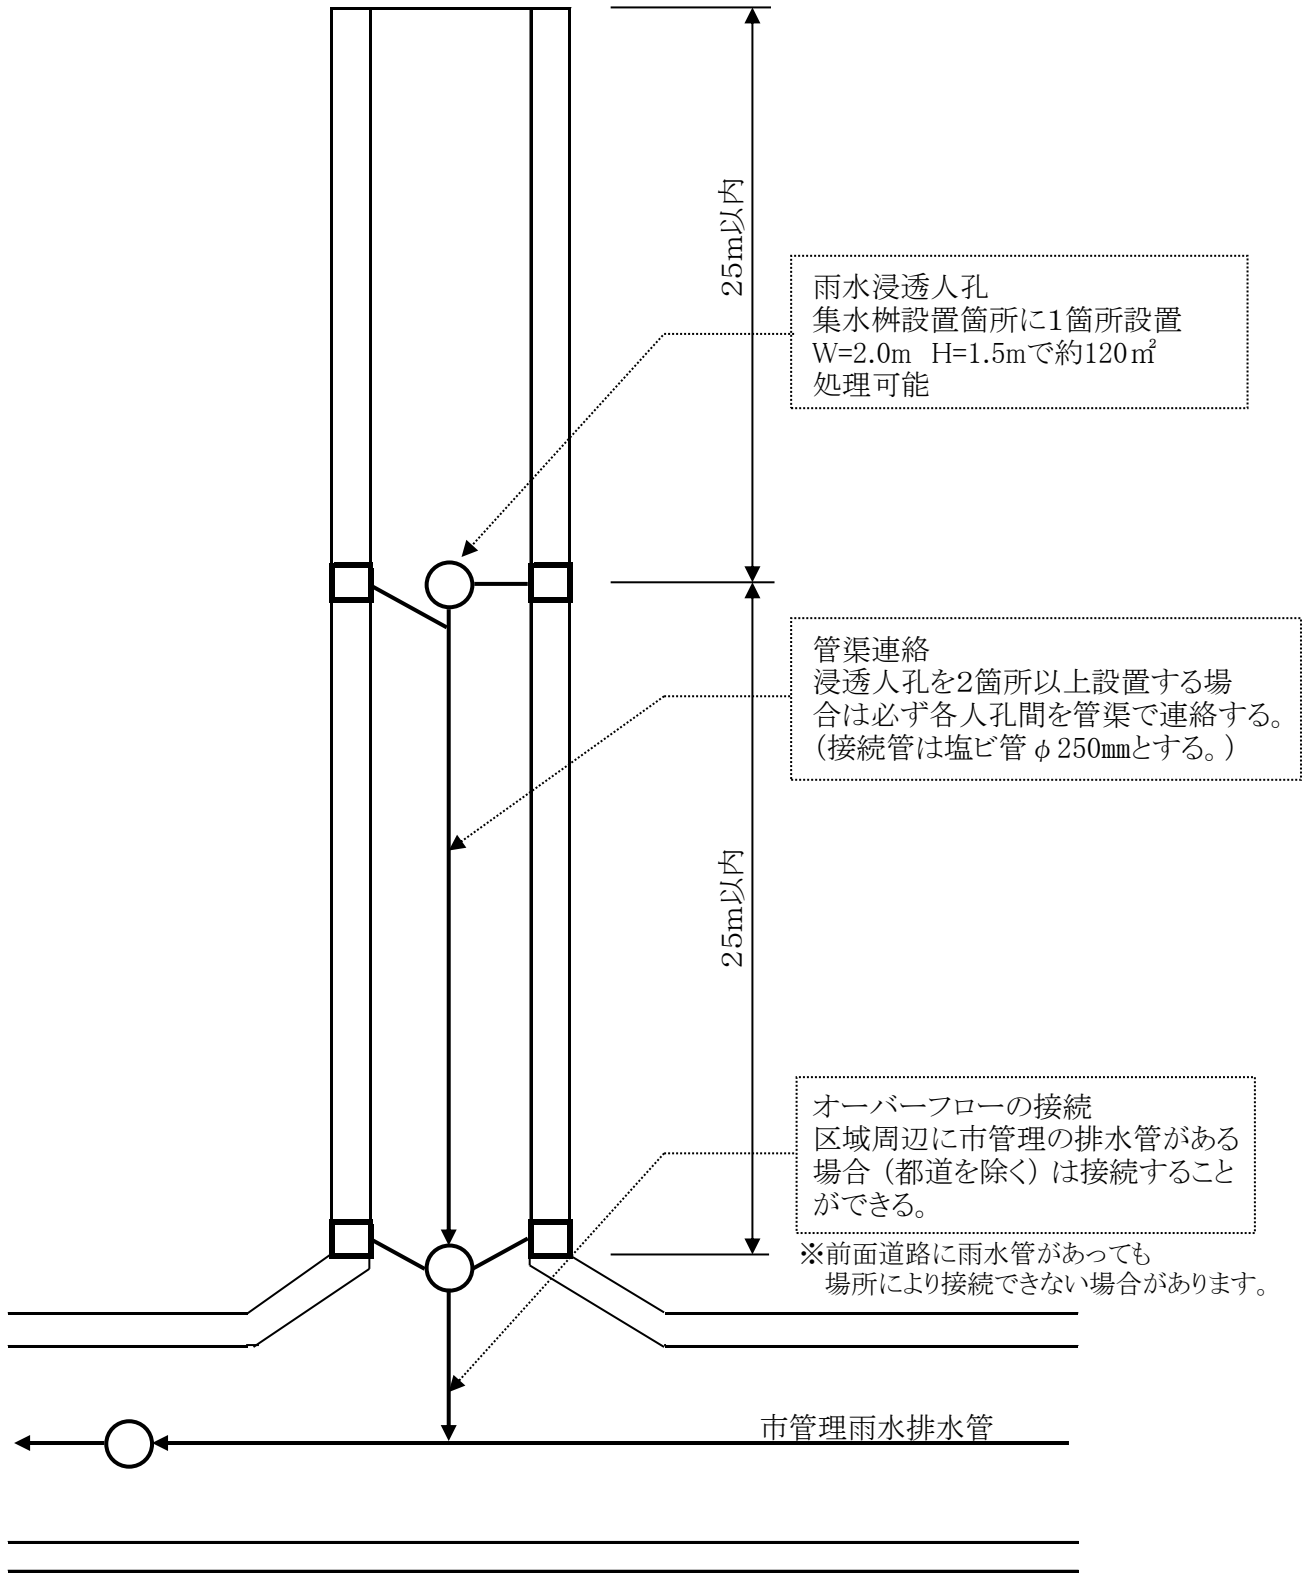 25m以内
雨水浸透人孔
集水桝設置箇所に1箇所設置
W=2.0m H=1.5mで約120㎡
処理可能
管渠連絡
浸透人孔を2箇所以上設置する場
合は必ず各人孔間を管渠で連絡する。
(接続管は塩ビ管φ250㎜とする。)
25m以内
オーバーフローの接続
区域周辺に市管理の排水管がある
場合(都道を除く)は接続すること
ができる。
※前面道路に雨水管があっても
場所により接続できない場合があります。
市管理雨水排水管